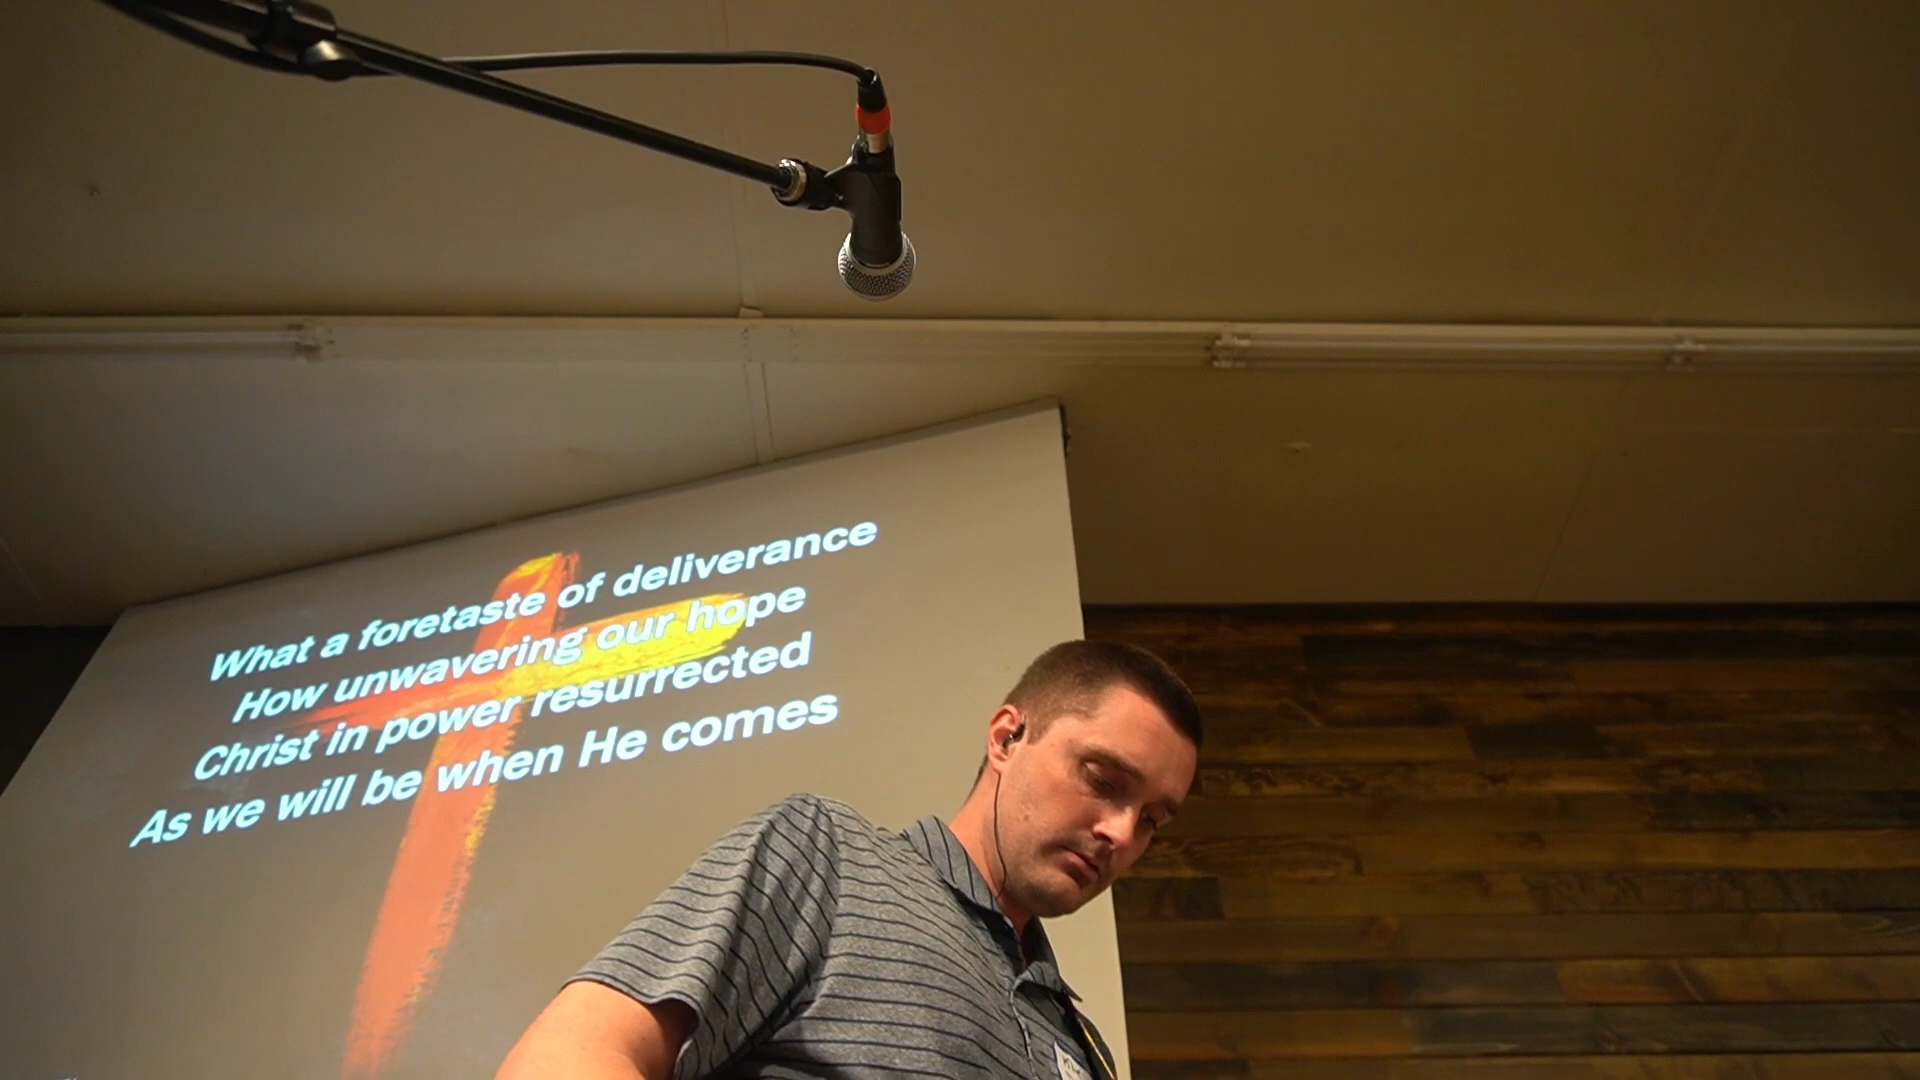 What a foretaste of deliverance
How unwavering our hope
Christ in power resurrected
As we will be when He comes